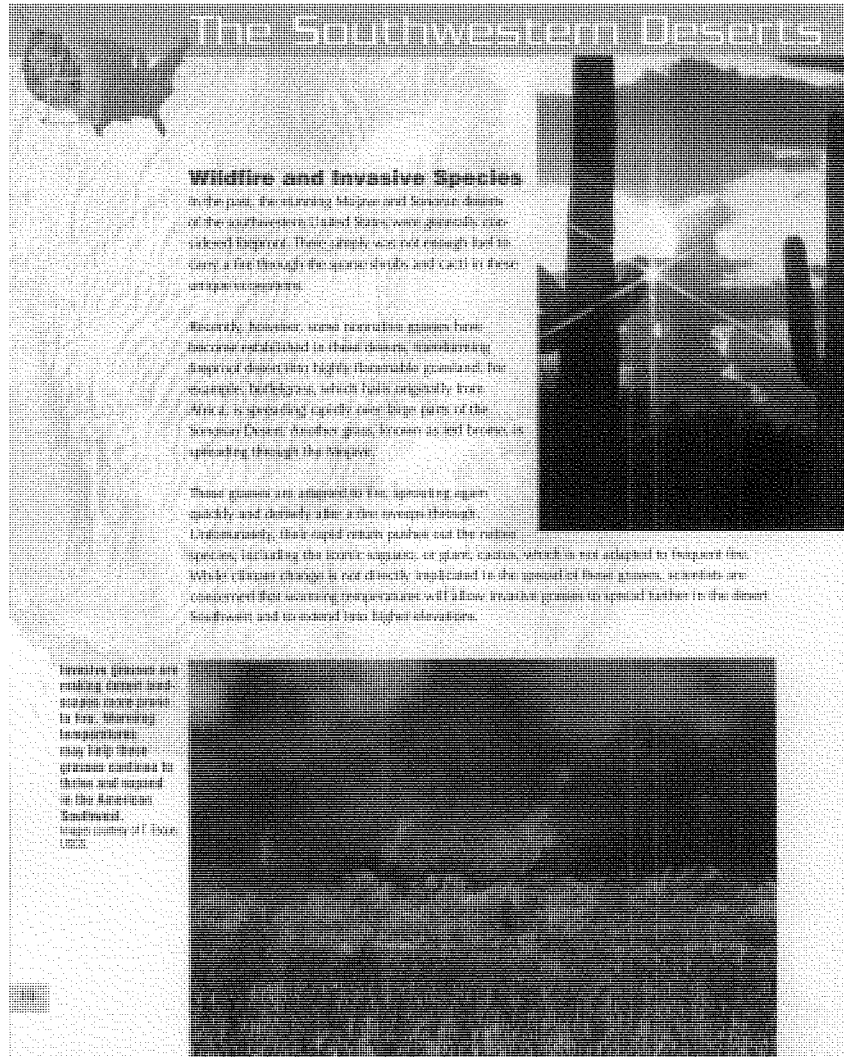 The Southwestern Deserts
Wildfire and Invasive Species
In the past, the stunning Mojave and Sonoran deserts
of the southwestern United States were generally con-
sidered fireproof. There simply was not enough fuel to
carry a fire through the sparse shrubs and cacti in these
unique ecosystems.
Recently, however, some nonnative grasses have
become established in these deserts, transforming
fireproof desert into highly flammable grassland. For
example, buffelgrass, which hails originally from
Africa, is spreading rapidly over large parts of the
Sonoran Desert. Another grass, known as red brome, is
spreading through the Mojave.
These grasses are adapted to fire, sprouting again
quickly and densely after a fire sweeps through.
Unfortunately, their rapid return pushes out the native
species, including the iconic saguaro, or giant, cactus, which is not adapted to frequent fire.
While climate change is not directly implicated in the spread of these grasses, scientists are
concerned that warming temperatures will allow invasive grasses to spread further in the desert
Southwest and to extend into higher elevations.
Invasive grasses are
making desert land-
scapes more prone
to fire. Warming
temperatures
may help these
grasses continue to
thrive and expand
in the American
Southwest.
Images courtesy of
USGS.